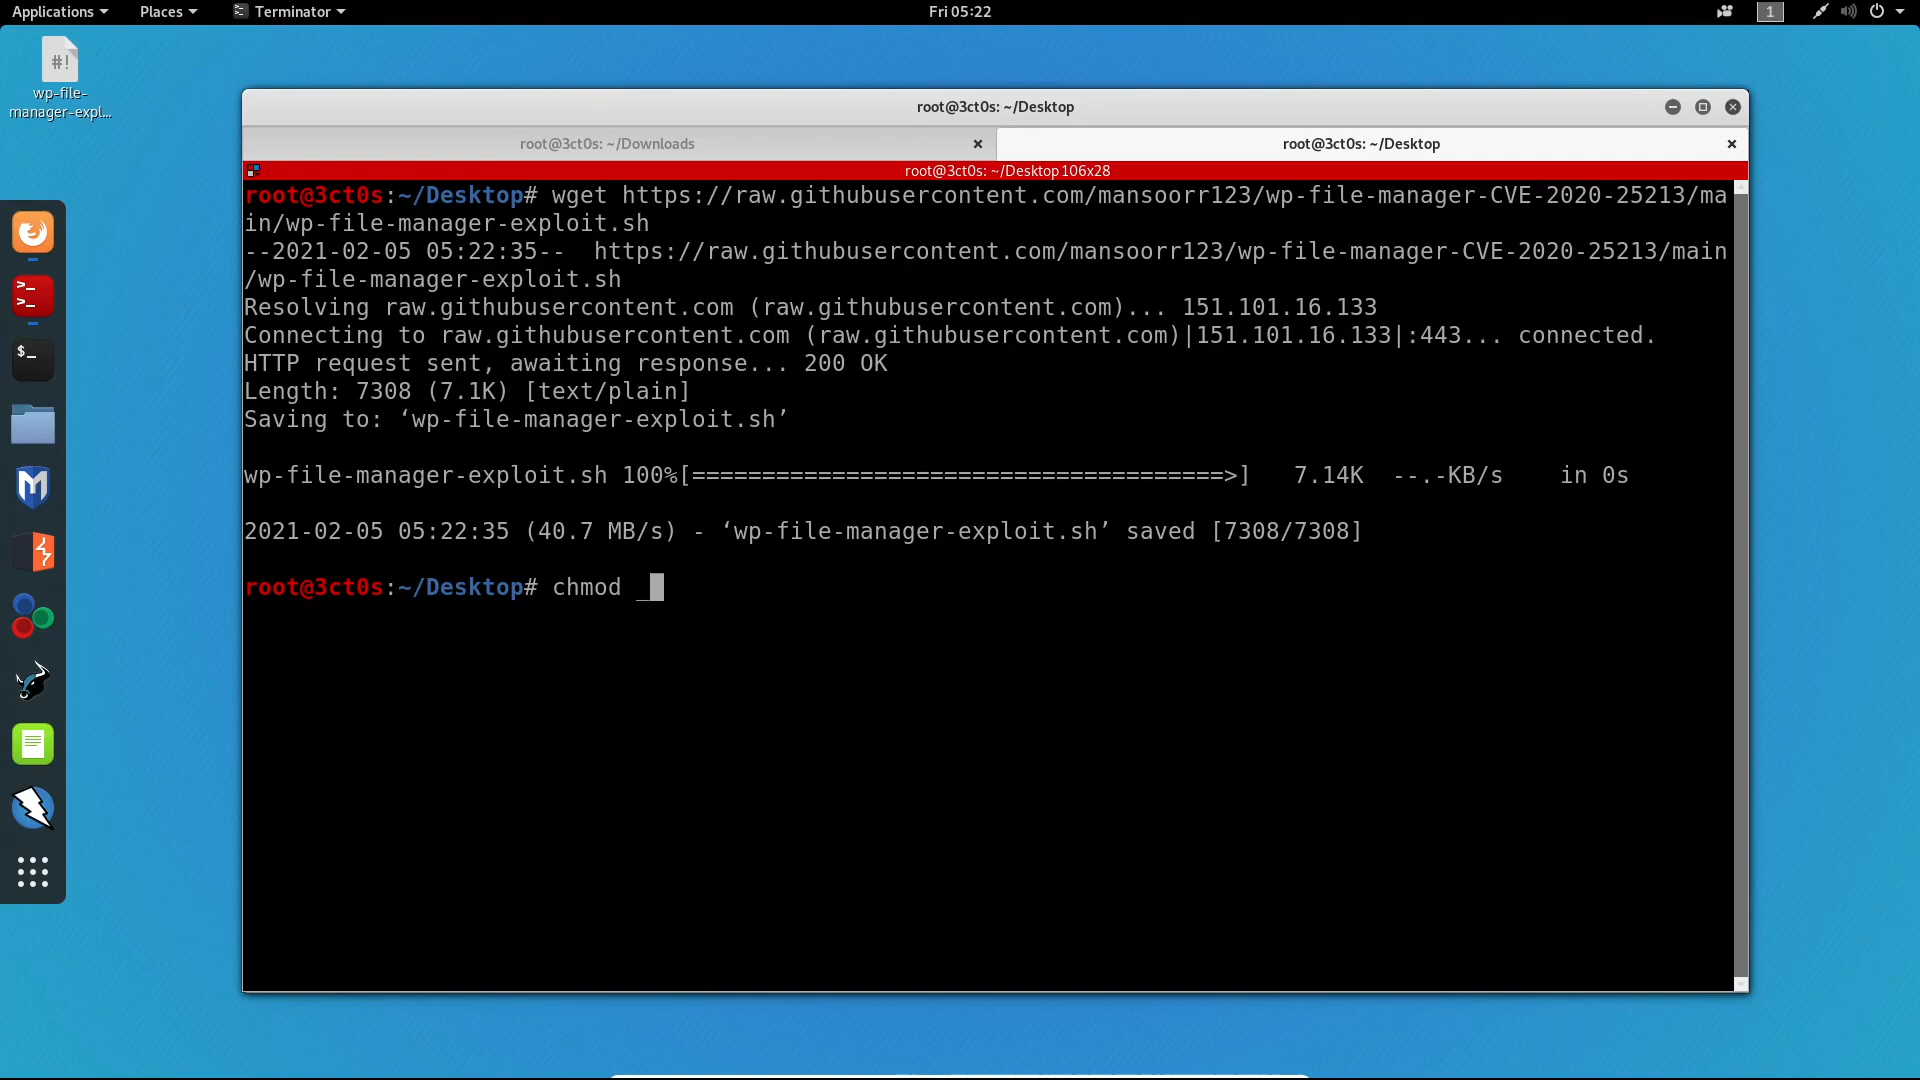 Applications Places Terminator Fri 05:22 1
#!
wp-file-
manager-expl...
root@3ct0s: ~/Desktop
root@3ct0s: ~/Downloads × root@3ct0s: ~/Desktop ×
root@3ct0s: ~/Desktop 106x28
root@3ct0s:~/Desktop# wget https://raw.githubusercontent.com/mansoorr123/wp-file-manager-CVE-2020-25213/ma
in/wp-file-manager-exploit.sh
--2021-02-05 05:22:35--  https://raw.githubusercontent.com/mansoorr123/wp-file-manager-CVE-2020-25213/main
/wp-file-manager-exploit.sh
Resolving raw.githubusercontent.com (raw.githubusercontent.com)... 151.101.16.133
Connecting to raw.githubusercontent.com (raw.githubusercontent.com)|151.101.16.133|:443... connected.
HTTP request sent, awaiting response... 200 OK
Length: 7308 (7.1K) [text/plain]
Saving to: ‘wp-file-manager-exploit.sh’
wp-file-manager-exploit.sh 100%[======================================>]   7.14K  --.-KB/s    in 0s
2021-02-05 05:22:35 (40.7 MB/s) - ‘wp-file-manager-exploit.sh’ saved [7308/7308]
root@3ct0s:~/Desktop# chmod _